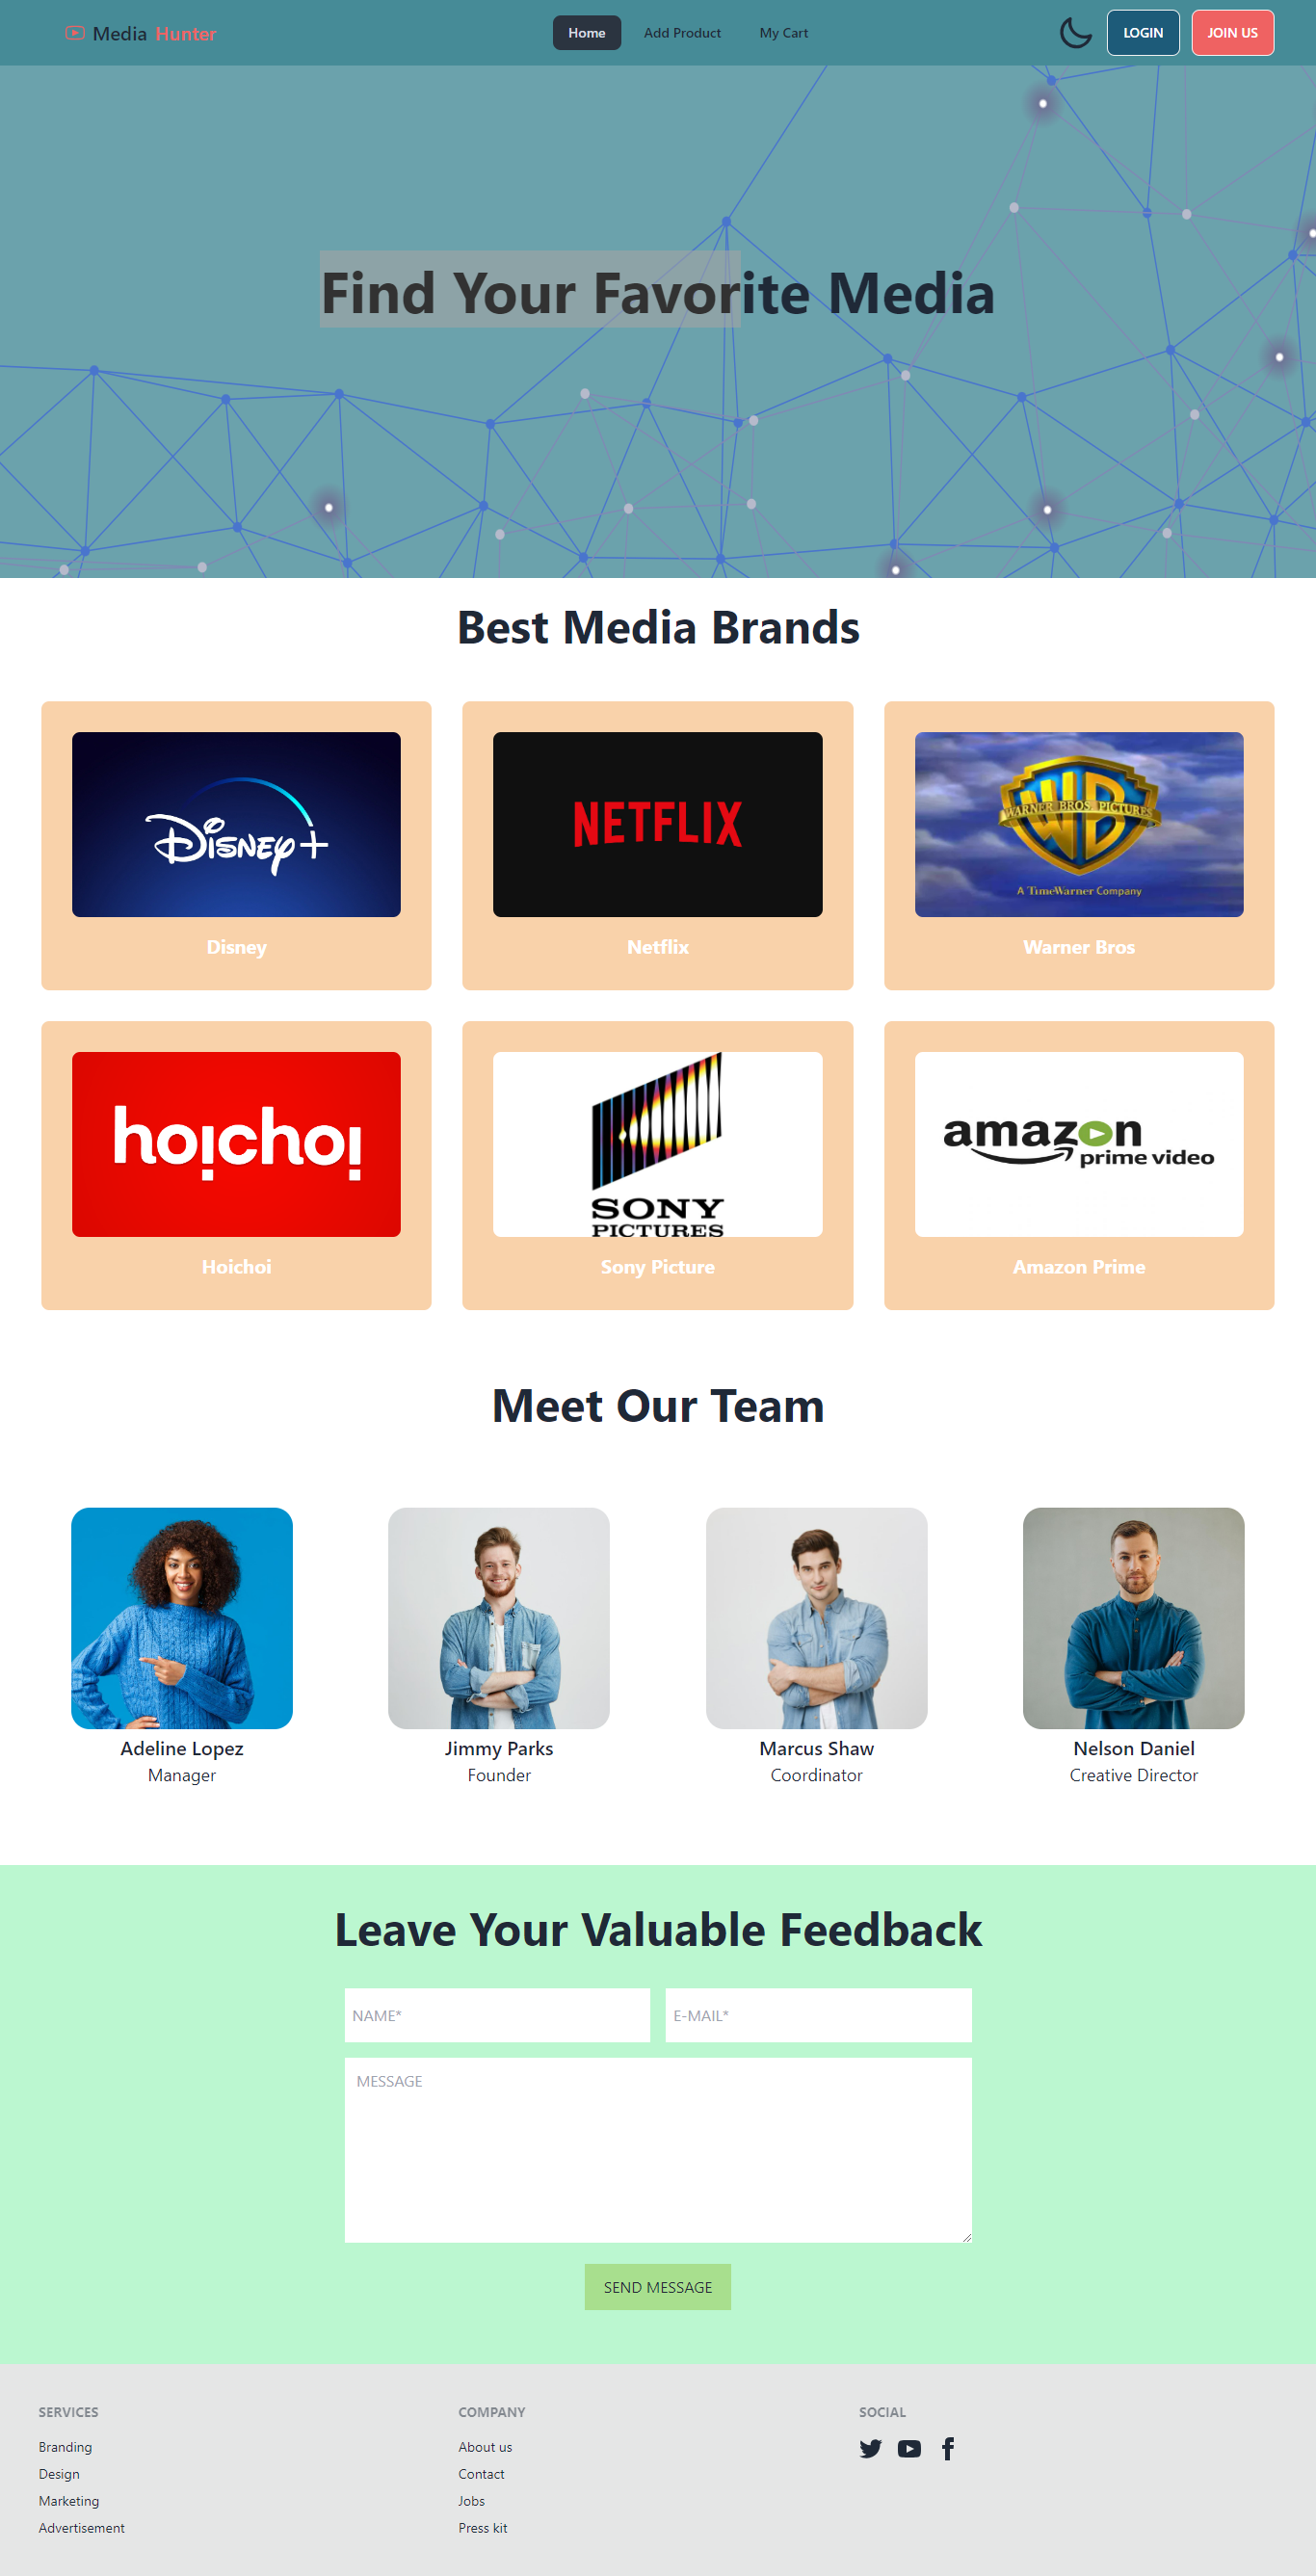 Media Hunter
Home
Add Product
My Cart
LOGIN
JOIN US
Find Your Favorite Media
Best Media Brands
Disney+
NETFLIX
WARNER BROS. PICTURES
WB
A TimeWarner Company
Disney
Netflix
Warner Bros
hoichoi
SONY
PICTURES
amazon
prime video
Hoichoi
Sony Picture
Amazon Prime
Meet Our Team
Adeline Lopez
Manager
Jimmy Parks
Founder
Marcus Shaw
Coordinator
Nelson Daniel
Creative Director
Leave Your Valuable Feedback
NAME*
E-MAIL*
MESSAGE
SEND MESSAGE
SERVICES
Branding
Design
Marketing
Advertisement
COMPANY
About us
Contact
Jobs
Press kit
SOCIAL